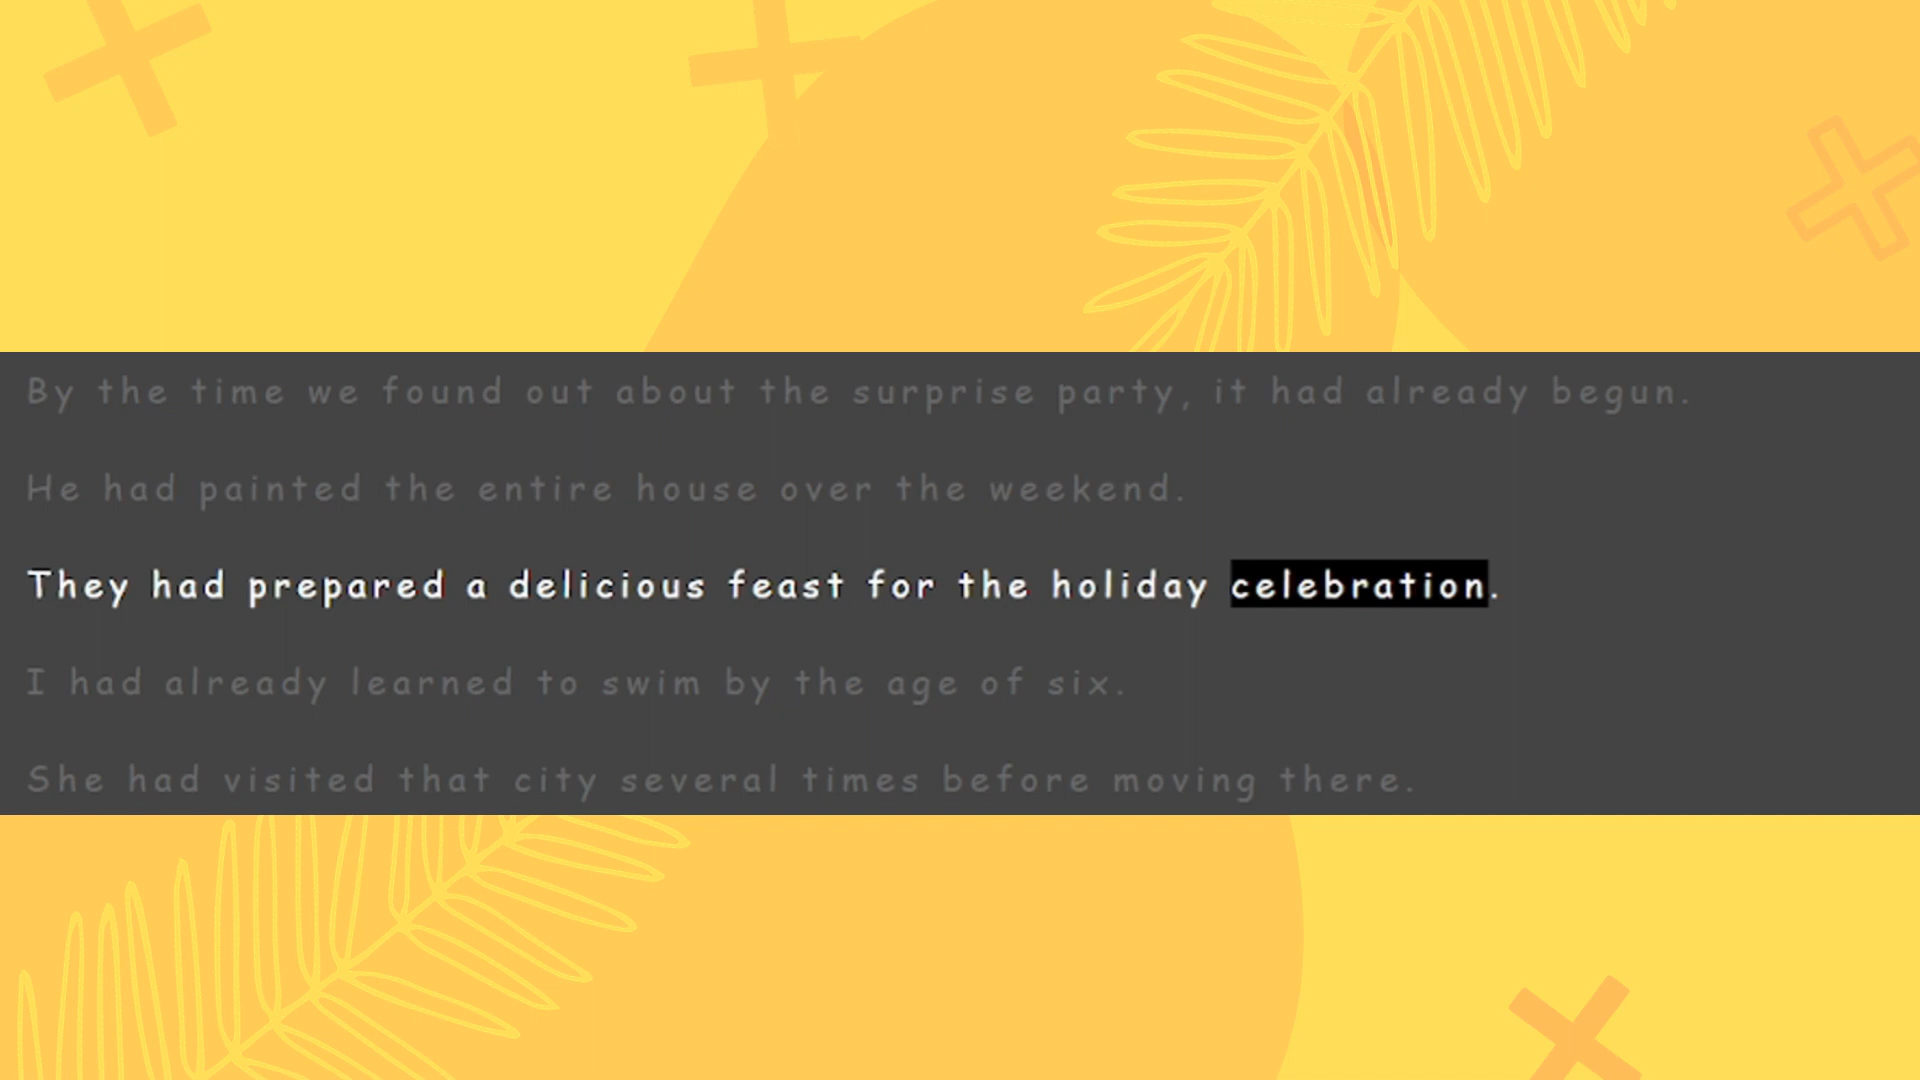 By the time we found out about the surprise party, it had already begun.
He had painted the entire house over the weekend.
They had prepared a delicious feast for the holiday celebration.
I had already learned to swim by the age of six.
She had visited that city several times before moving there.